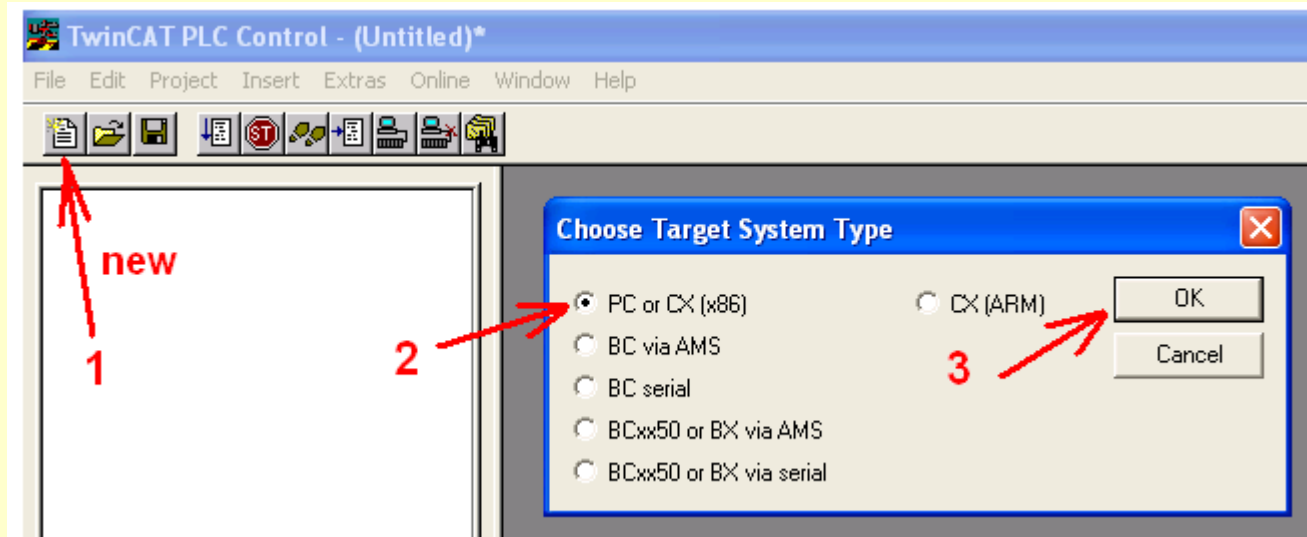 TwinCAT PLC Control - (Untitled)*
File Edit Project Insert Extras Online Window Help
ST
new
1
Choose Target System Type
2
PC or CX (x86)
CX (ARM)
OK
BC via AMS
Cancel
3
BC serial
BCxx50 or BX via AMS
BCxx50 or BX via serial